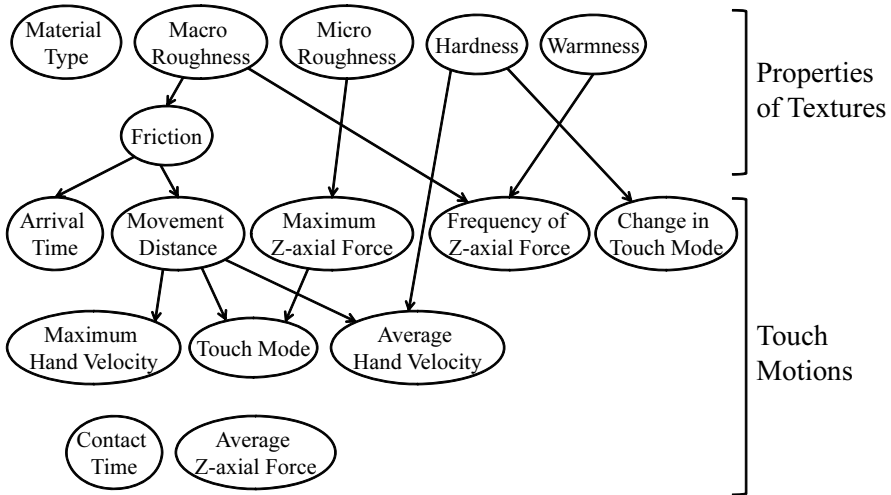 Material
Type
Macro
Roughness
Micro
Roughness
Hardness
Warmness
Properties
of Textures
Friction
Arrival
Time
Movement
Distance
Maximum
Z-axial Force
Frequency of
Z-axial Force
Change in
Touch Mode
Maximum
Hand Velocity
Touch Mode
Average
Hand Velocity
Touch
Motions
Contact
Time
Average
Z-axial Force